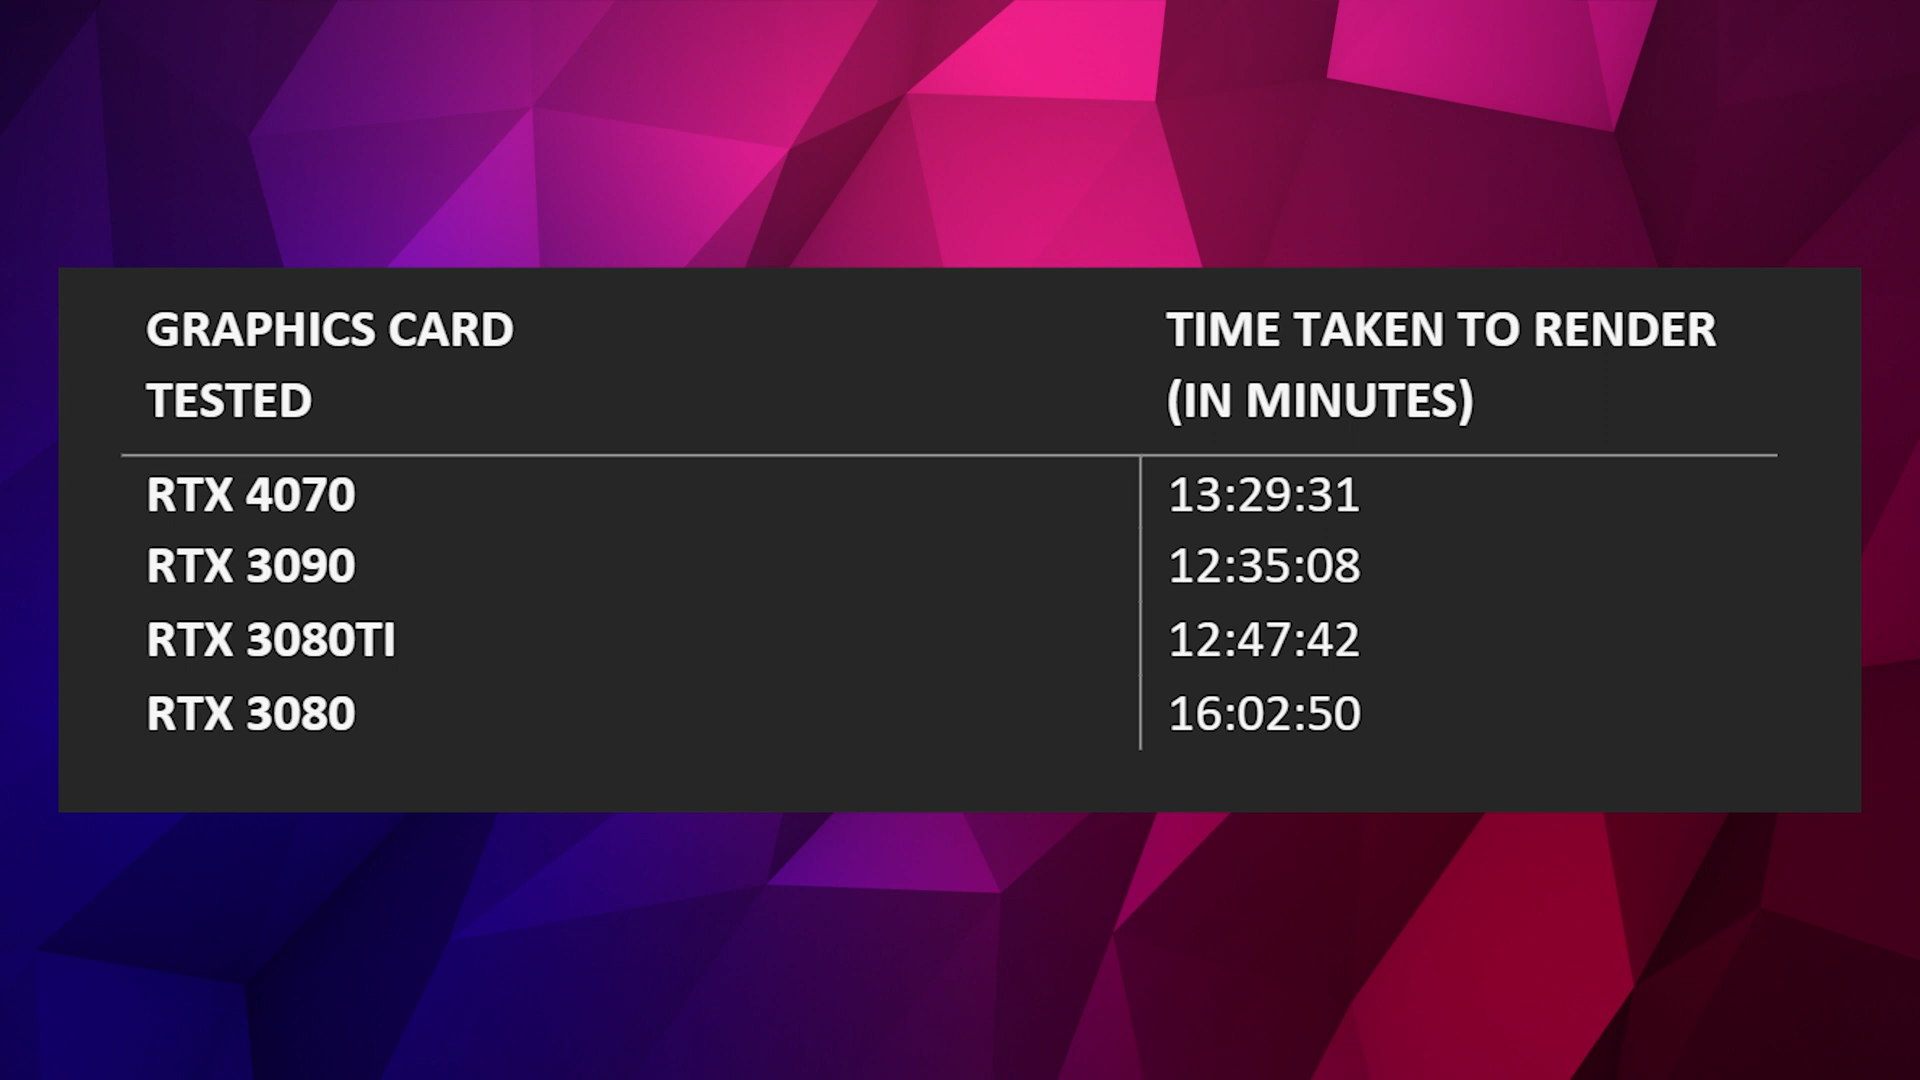 GRAPHICS CARD
TESTED
TIME TAKEN TO RENDER
(IN MINUTES)
RTX 4070 13:29:31
RTX 3090 12:35:08
RTX 3080TI 12:47:42
RTX 3080 16:02:50